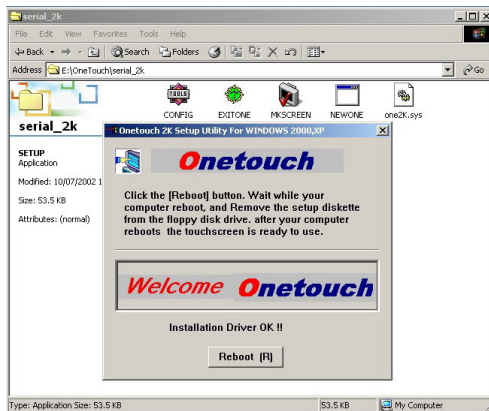 serial_2k
File Edit View Favorites Tools Help
Back Search Folders
Address E:\OneTouch\serial_2k Go
TOOLS
CONFIG EXITONE MKSCREEN NEWONE one2K.sys
serial_2k
SETUP
Application
Modified: 10/07/2002 1
Size: 53.5 KB
Attributes: (normal)
Onetouch 2K Setup Utility For WINDOWS 2000,XP
Onetouch
Click the [Reboot] button. Wait while your
computer reboot, and Remove the setup diskette
from the floppy disk drive. after your computer
reboots the touchscreen is ready to use.
Welcome Onetouch
Installation Driver OK !!
Reboot (R)
Type: Application Size: 53.5 KB 53.5 KB My Computer